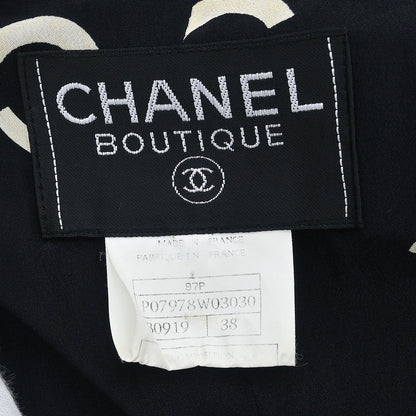 CHANEL
BOUTIQUE
MADE IN FRANCE
FABRIQUE EN FRANCE
97P
P07978W03030
30919 38